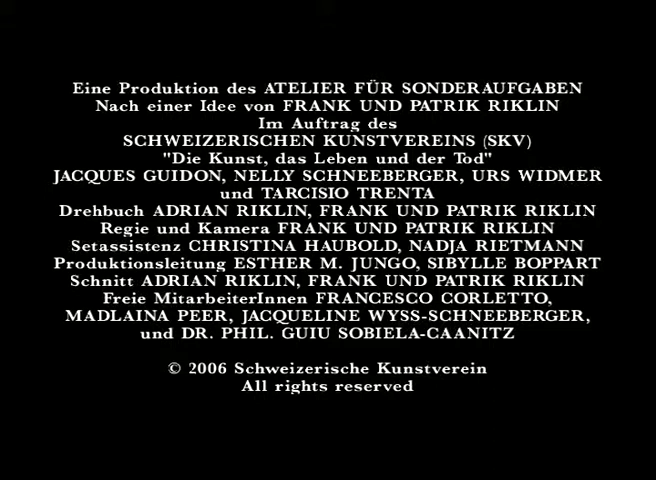 Eine Produktion des ATELIER FÜR SONDERAUFGABEN
Nach einer Idee von FRANK UND PATRIK RIKLIN
Im Auftrag des
SCHWEIZERISCHEN KUNSTVEREINS (SKV)
"Die Kunst, das Leben und der Tod"
JACQUES GUIDON, NELLY SCHNEEBERGER, URS WIDMER
und TARCISIO TRENTA
Drehbuch ADRIAN RIKLIN, FRANK UND PATRIK RIKLIN
Regie und Kamera FRANK UND PATRIK RIKLIN
Setassistenz CHRISTINA HAUBOLD, NADJA RIETMANN
Produktionsleitung ESTHER M. JUNGO, SIBYLLE BOPPART
Schnitt ADRIAN RIKLIN, FRANK UND PATRIK RIKLIN
Freie MitarbeiterInnen FRANCESCO CORLETTO,
MADLAINA PEER, JACQUELINE WYSS-SCHNEEBERGER,
und DR. PHIL. GUIU SOBIELA-CAANITZ
© 2006 Schweizerische Kunstverein
All rights reserved